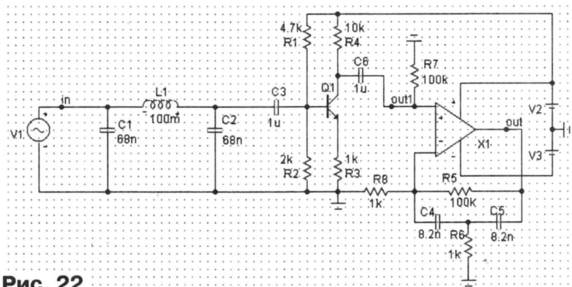 4.7k
R1
10k
R4
R7
100k
C6
1u
out1
Q1
in
L1
100m
C3
1u
V1
C1
68n
C2
68n
2k
R2
1k
R3
R8
1k
X1
out
V2
V3
R5
100k
C4
8.2n
R6
1k
C5
8.2n
Рис. 22